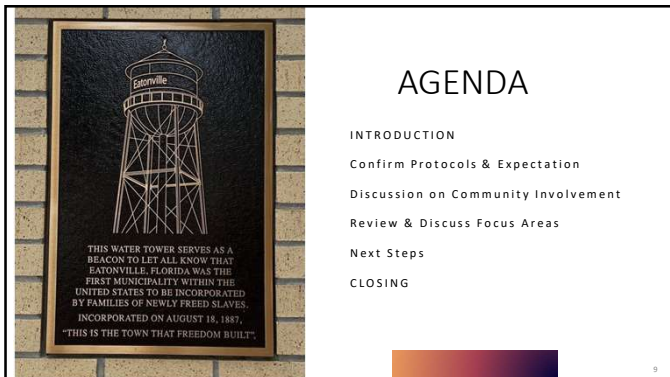 Eatonville
THIS WATER TOWER SERVES AS A
BEACON TO LET ALL KNOW THAT
EATONVILLE, FLORIDA WAS THE
FIRST MUNICIPALITY WITHIN THE
UNITED STATES TO BE INCORPORATED
BY FAMILIES OF NEWLY FREED SLAVES.
INCORPORATED ON AUGUST 18, 1887,
"THIS IS THE TOWN THAT FREEDOM BUILT".
AGENDA
INTRODUCTION
Confirm Protocols & Expectation
Discussion on Community Involvement
Review & Discuss Focus Areas
Next Steps
CLOSING
9